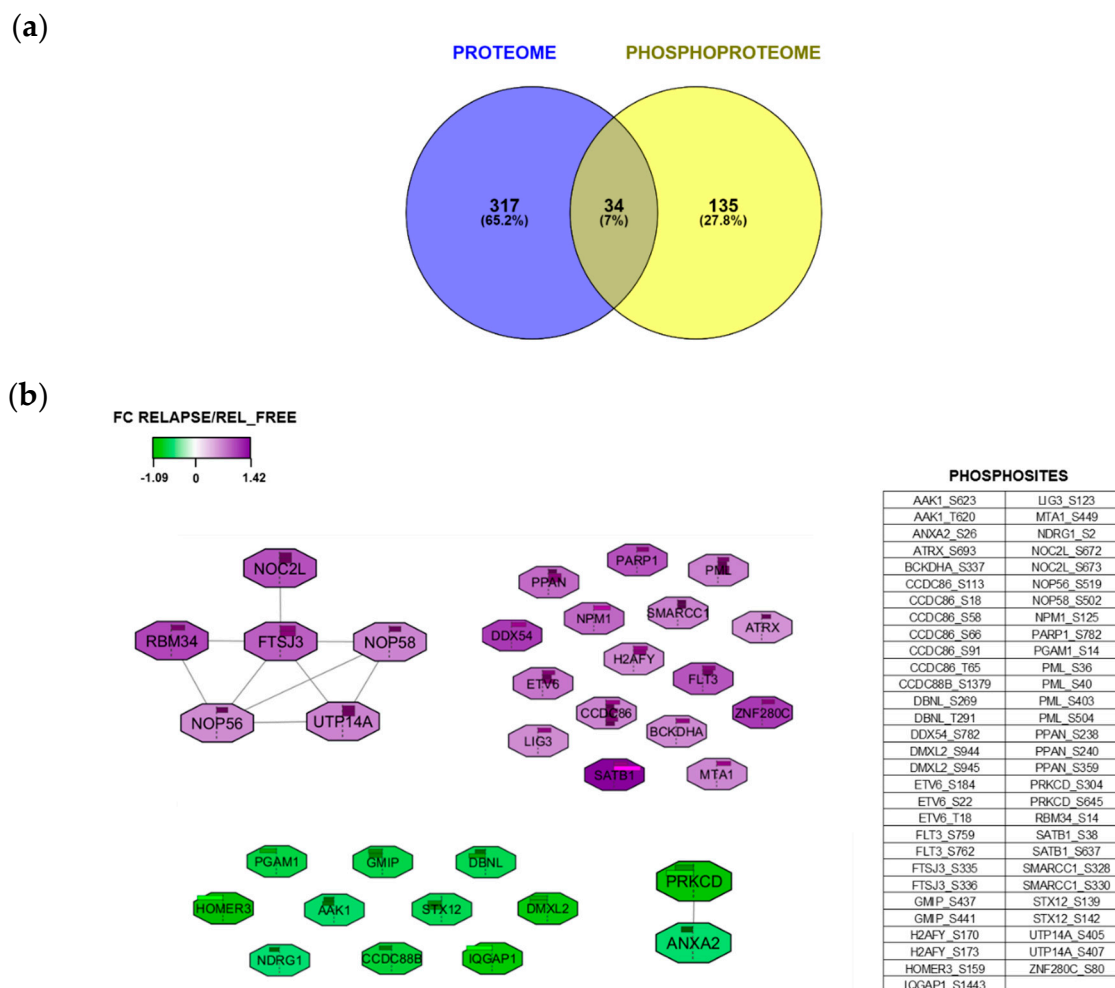 (a)
PROTEOME PHOSPHOPROTEOME
317 34 135
(65.2%) (7%) (27.8%)
(b)
FC RELAPSE/REL_FREE
-1.09 0 1.42
NOC2L
RBM34 FTSJ3 NOP58
NOP56 UTP14A
PARP1
PPAN PML
NPM1 SMARCC1
DDX54 ATRX
H2AFY
ETV6 FLT3
CCDC86 ZNF280C
LIG3 BCKDHA
SATB1 MTA1
PGAM1 GMIP DBNL
HOMER3 AAK1 STX12 DMXL2
NDRG1 CCDC88B IQGAP1
PRKCD
ANXA2
PHOSPHOSITES
AAK1_S623 LIG3_S123
AAK1_T620 MTA1_S449
ANXA2_S26 NDRG1_S2
ATRX_S693 NOC2L_S672
BCKDHA_S337 NOC2L_S673
CCDC86_S113 NOP56_S519
CCDC86_S18 NOP58_S502
CCDC86_S58 NPM1_S125
CCDC86_S66 PARP1_S782
CCDC86_S91 PGAM1_S14
CCDC86_T65 PML_S36
CCDC88B_S1379 PML_S40
DBNL_S269 PML_S403
DBNL_T291 PML_S504
DDX54_S782 PPAN_S238
DMXL2_S944 PPAN_S240
DMXL2_S945 PPAN_S359
ETV6_S184 PRKCD_S304
ETV6_S22 PRKCD_S645
ETV6_T18 RBM34_S14
FLT3_S759 SATB1_S38
FLT3_S762 SATB1_S637
FTSJ3_S335 SMARCC1_S328
FTSJ3_S336 SMARCC1_S330
GMIP_S437 STX12_S139
GMIP_S441 STX12_S142
H2AFY_S170 UTP14A_S405
H2AFY_S173 UTP14A_S407
HOMER3_S159 ZNF280C_S80
IQGAP1_S1443